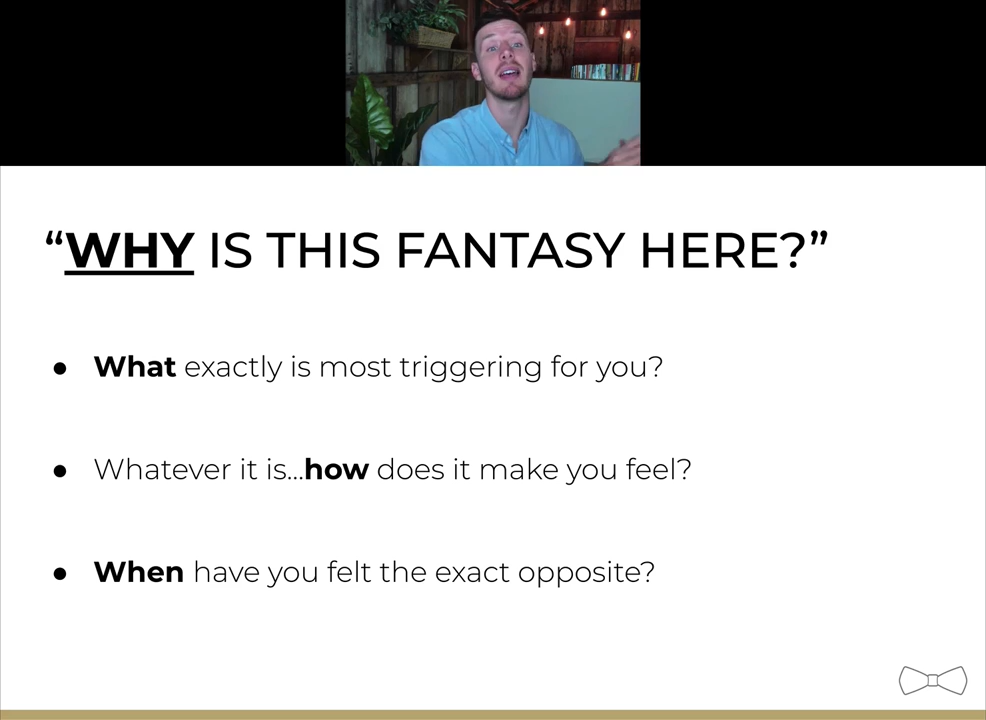 “WHY IS THIS FANTASY HERE?”
● What exactly is most triggering for you?
● Whatever it is...how does it make you feel?
● When have you felt the exact opposite?